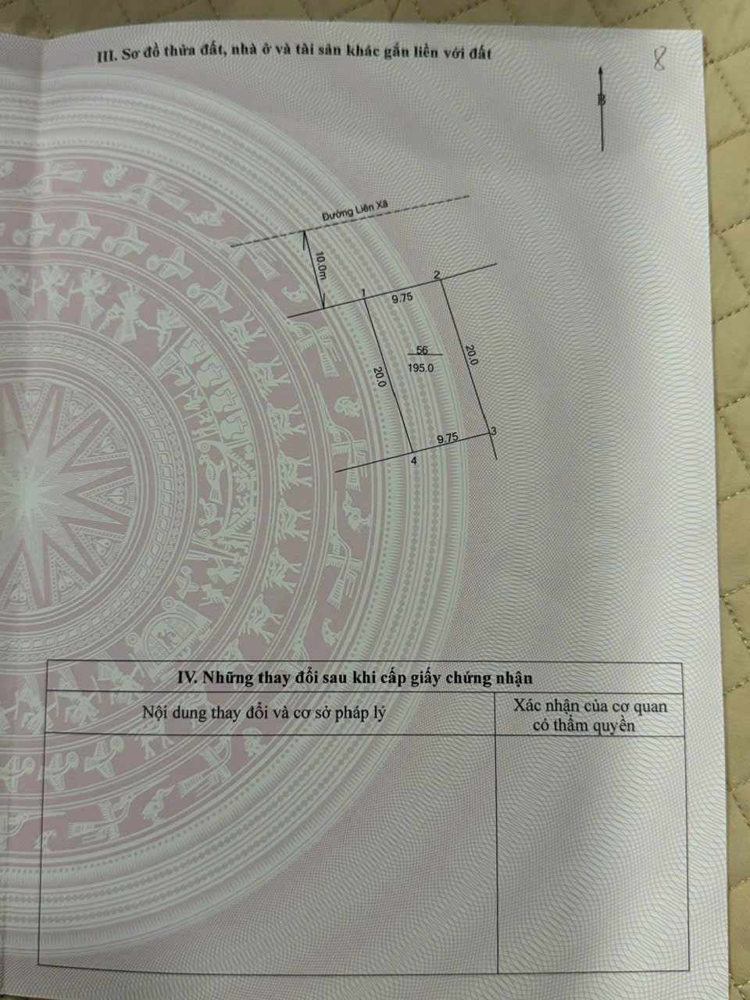 III. Sơ đồ thửa đất, nhà ở và tài sản khác gắn liền với đất
8
B
Đường Liên Xã
10.0m
1
2
9.75
56
195.0
20.0
20.0
9.75
3
4
IV. Những thay đổi sau khi cấp giấy chứng nhận
Nội dung thay đổi và cơ sở pháp lý
Xác nhận của cơ quan
có thẩm quyền